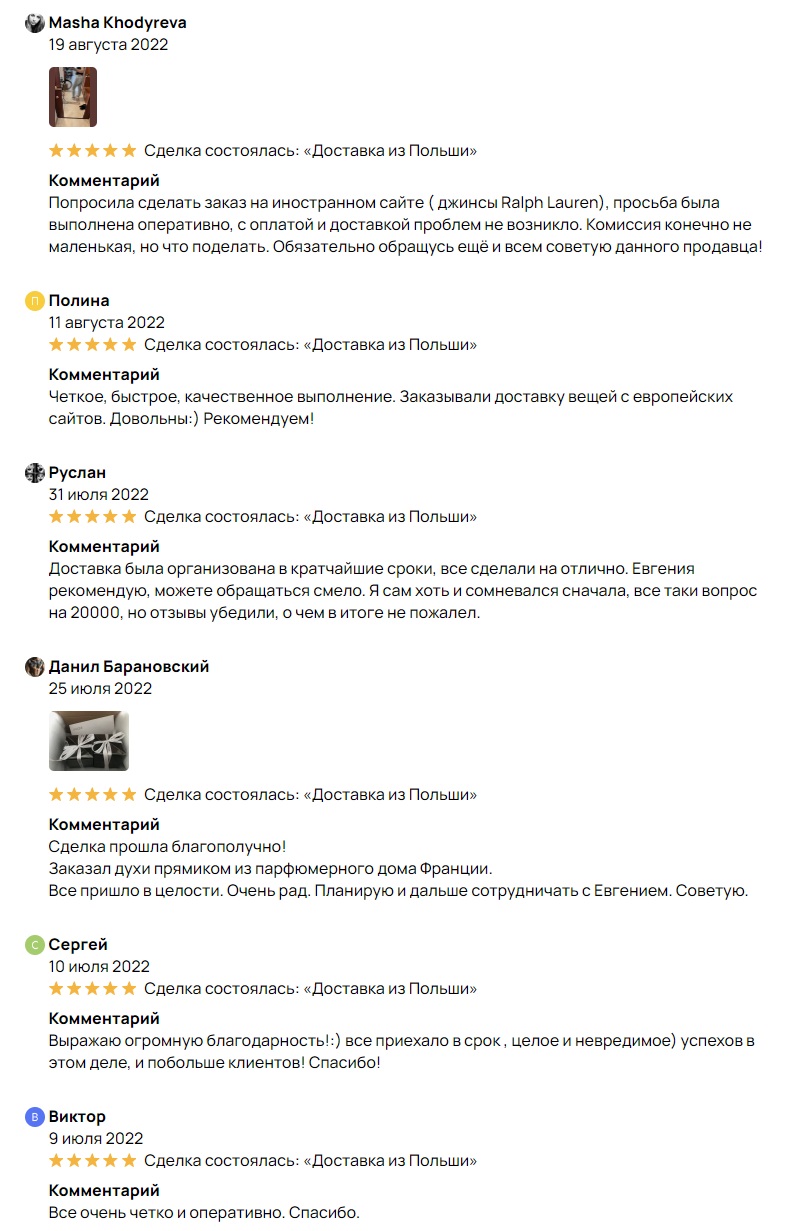 Masha Khodyreva
19 августа 2022
Сделка состоялась: «Доставка из Польши»
Комментарий
Попросила сделать заказ на иностранном сайте ( джинсы Ralph Lauren), просьба была
выполнена оперативно, с оплатой и доставкой проблем не возникло. Комиссия конечно не
маленькая, но что поделать. Обязательно обращусь ещё и всем советую данного продавца!
П Полина
11 августа 2022
Сделка состоялась: «Доставка из Польши»
Комментарий
Четкое, быстрое, качественное выполнение. Заказывали доставку вещей с европейских
сайтов. Довольны:) Рекомендуем!
Руслан
31 июля 2022
Сделка состоялась: «Доставка из Польши»
Комментарий
Доставка была организована в кратчайшие сроки, все сделали на отлично. Евгения
рекомендую, можете обращаться смело. Я сам хоть и сомневался сначала, все таки вопрос
на 20000, но отзывы убедили, о чем в итоге не пожалел.
Данил Барановский
25 июля 2022
Сделка состоялась: «Доставка из Польши»
Комментарий
Сделка прошла благополучно!
Заказал духи прямиком из парфюмерного дома Франции.
Все пришло в целости. Очень рад. Планирую и дальше сотрудничать с Евгением. Советую.
С Сергей
10 июля 2022
Сделка состоялась: «Доставка из Польши»
Комментарий
Выражаю огромную благодарность!:) все приехало в срок , целое и невредимое) успехов в
этом деле, и побольше клиентов! Спасибо!
В Виктор
9 июля 2022
Сделка состоялась: «Доставка из Польши»
Комментарий
Все очень четко и оперативно. Спасибо.